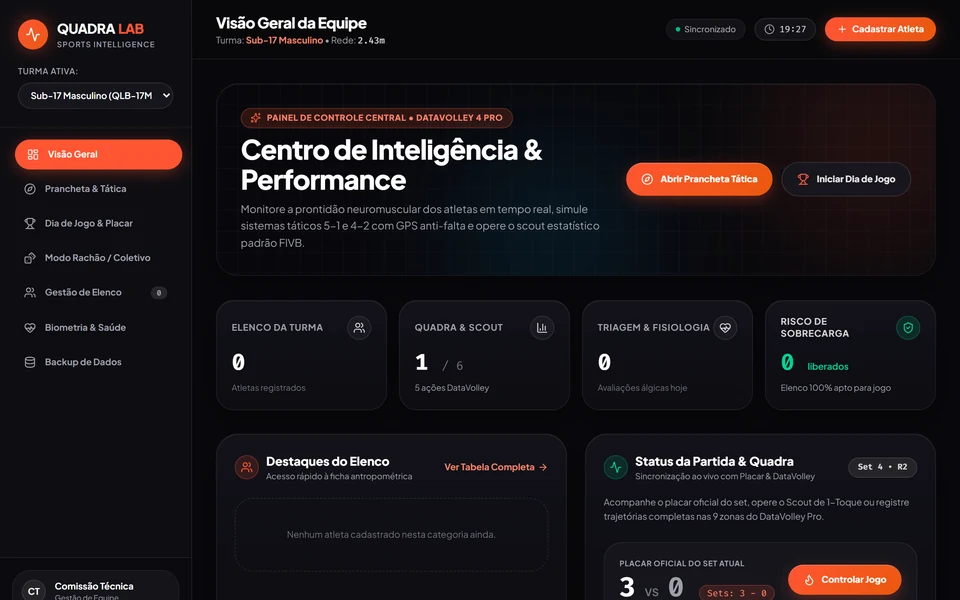 QUADRA LAB
SPORTS INTELLIGENCE
TURMA ATIVA:
Sub-17 Masculino (QLB-17M
Visão Geral
Prancheta & Tática
Dia de Jogo & Placar
Modo Rachão / Coletivo
Gestão de Elenco 0
Biometria & Saúde
Backup de Dados
CT Comissão Técnica
Gestão de Equipe
Visão Geral da Equipe
Turma: Sub-17 Masculino • Rede: 2.43m
Sincronizado
19:27
+ Cadastrar Atleta
PAINEL DE CONTROLE CENTRAL • DATAVOLLEY 4 PRO
Centro de Inteligência &
Performance
Monitore a prontidão neuromuscular dos atletas em tempo real, simule
sistemas táticos 5-1 e 4-2 com GPS anti-falta e opere o scout estatístico
padrão FIVB.
Abrir Prancheta Tática
Iniciar Dia de Jogo
ELENCO DA TURMA
0
Atletas registrados
QUADRA & SCOUT
1 / 6
5 ações DataVolley
TRIAGEM & FISIOLOGIA
0
Avaliações álgicas hoje
RISCO DE
SOBRECARGA
0 liberados
Elenco 100% apto para jogo
Destaques do Elenco
Acesso rápido à ficha antropométrica
Ver Tabela Completa →
Nenhum atleta cadastrado nesta categoria ainda.
Status da Partida & Quadra
Sincronização ao vivo com Placar & DataVolley
Set 4 • R2
Acompanhe o placar oficial do set, opere o Scout de 1-Toque ou registre
trajetórias completas nas 9 zonas do DataVolley Pro.
PLACAR OFICIAL DO SET ATUAL
3 VS 0 Sets: 3 - 0
Controlar Jogo